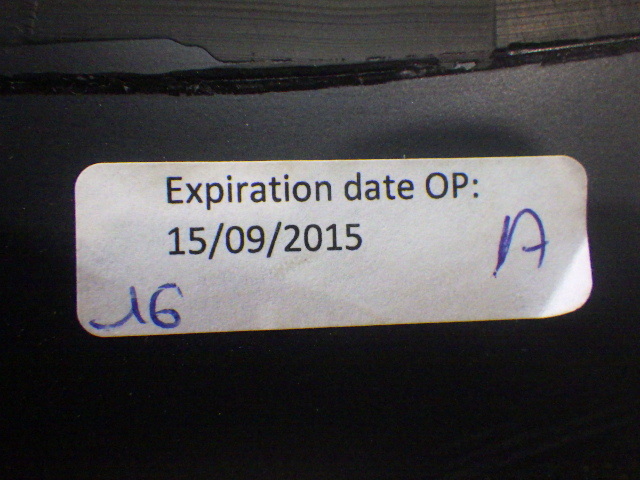 Expiration date OP:
15/09/2015
A
16